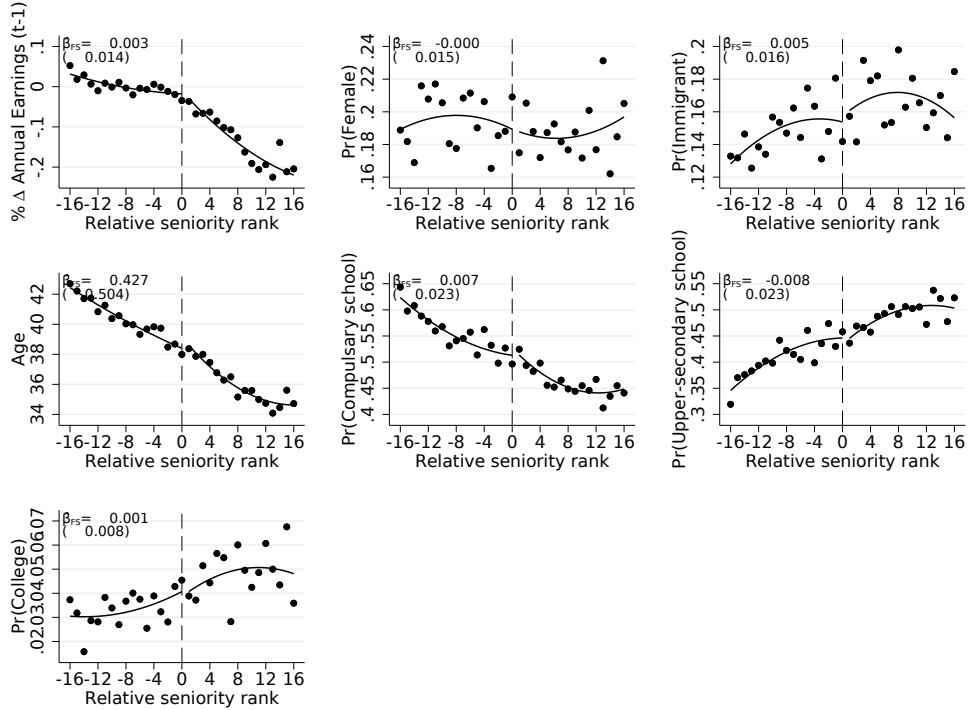 % Δ Annual Earnings (t-1)
.1
0
-.1
-.2
βFS= 0.003
( 0.014)
-16-12 -8 -4 0 4 8 12 16
Relative seniority rank
Pr(Female)
.24
.22
.2
.18
.16
βFS= -0.000
( 0.015)
-16-12 -8 -4 0 4 8 12 16
Relative seniority rank
Pr(Immigrant)
.2
.18
.16
.14
.12
βFS= 0.005
( 0.016)
-16-12 -8 -4 0 4 8 12 16
Relative seniority rank
Age
42
40
38
36
34
βFS= 0.427
( 0.504)
-16-12 -8 -4 0 4 8 12 16
Relative seniority rank
Pr(Compulsary school)
.65
.6
.55
.5
.45
.4
βFS= 0.007
( 0.023)
-16-12 -8 -4 0 4 8 12 16
Relative seniority rank
Pr(Upper-secondary school)
.55
.5
.45
.4
.35
.3
βFS= -0.008
( 0.023)
-16-12 -8 -4 0 4 8 12 16
Relative seniority rank
Pr(College)
.07
.06
.05
.04
.03
.02
βFS= 0.001
( 0.008)
-16-12 -8 -4 0 4 8 12 16
Relative seniority rank